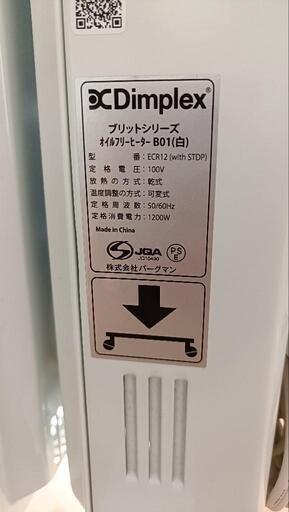 Dimplex®
ブリットシリーズ
オイルフリーヒーター B01(白)
型 番：ECR12 (with STDP)
定格電圧：100V
放熱の方式：乾式
温度調整の方式：可変式
定格周波数：50/60Hz
定格消費電力：1200W
Made in China
JQA
JQ10490
PS
E
株式会社バーグマン